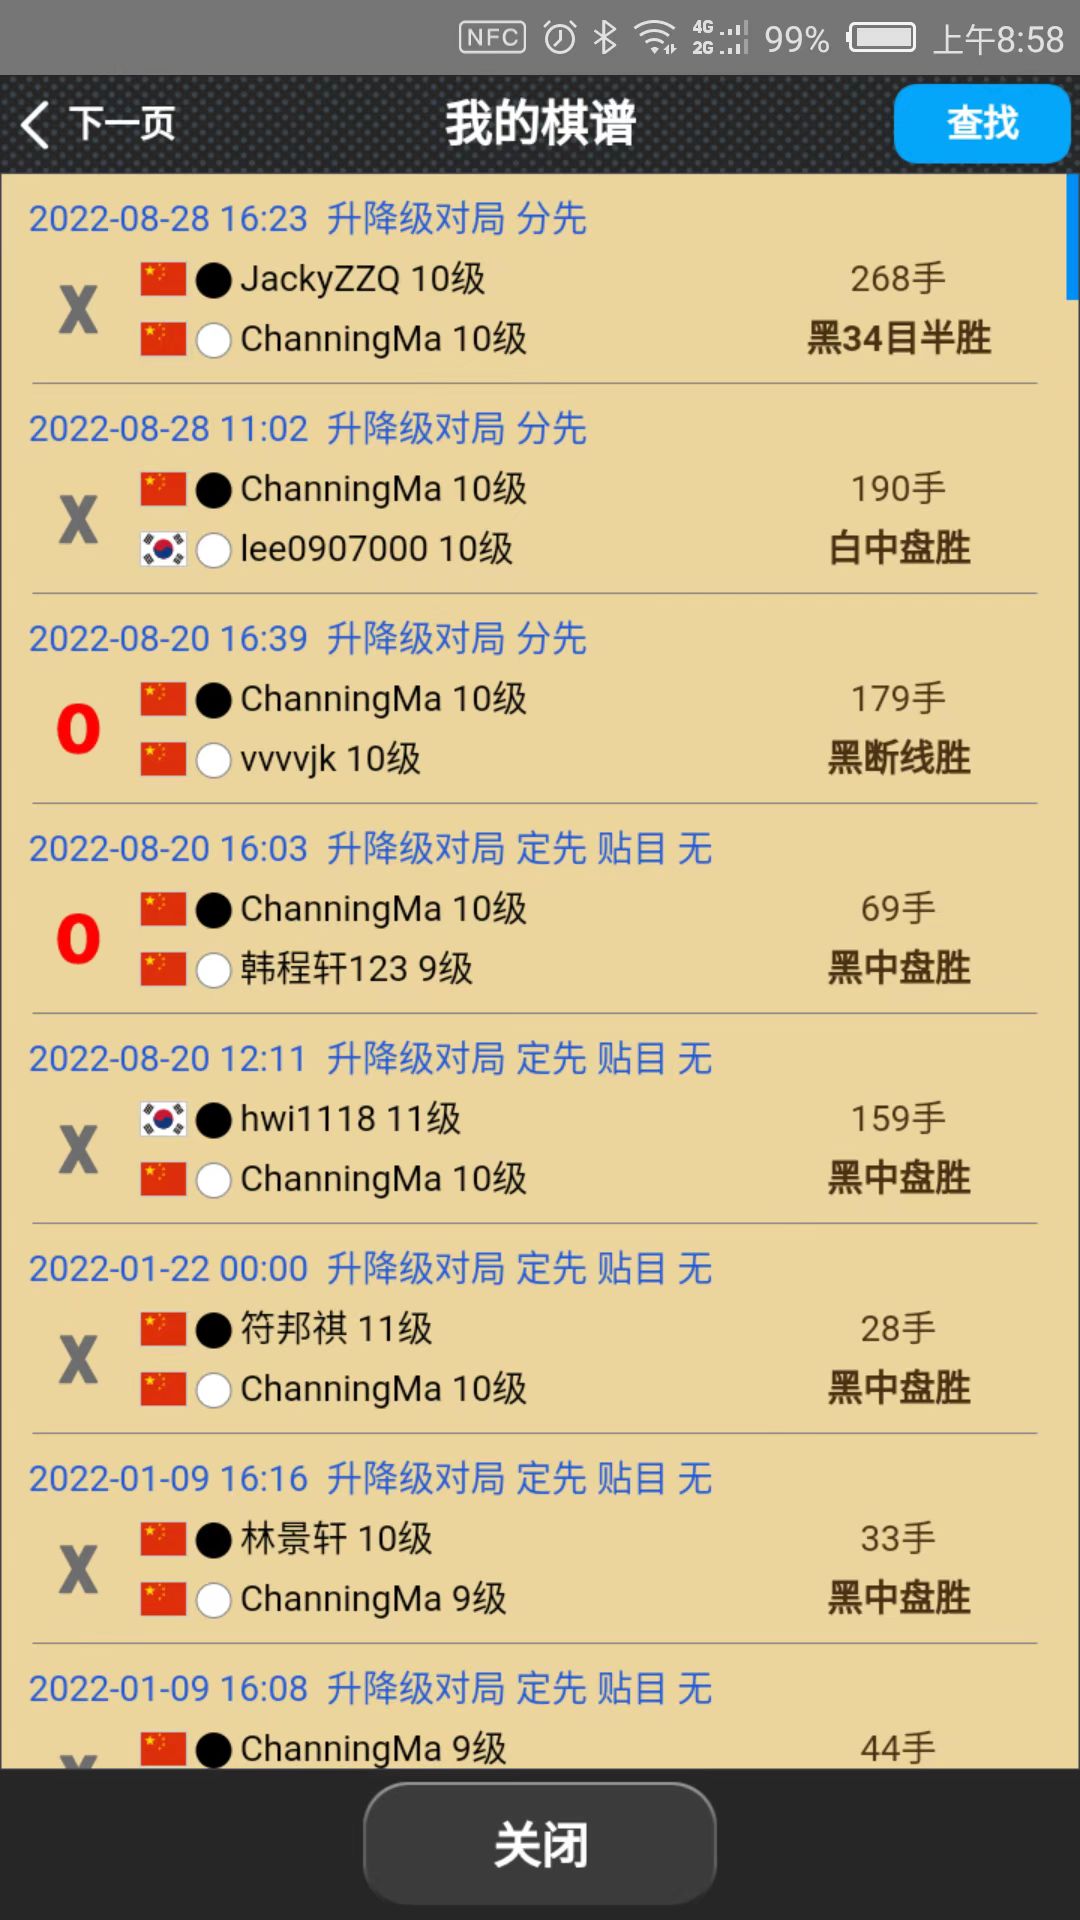 NFC 4G 2G 99% 上午8:58
下一页 我的棋谱 查找
2022-08-28 16:23 升降级对局 分先
JackyZZQ 10级 268手
X
ChanningMa 10级 黑34目半胜
2022-08-28 11:02 升降级对局 分先
ChanningMa 10级 190手
X
lee0907000 10级 白中盘胜
2022-08-20 16:39 升降级对局 分先
ChanningMa 10级 179手
O
vvvvjk 10级 黑断线胜
2022-08-20 16:03 升降级对局 定先 贴目 无
ChanningMa 10级 69手
O
韩程轩123 9级 黑中盘胜
2022-08-20 12:11 升降级对局 定先 贴目 无
hwi1118 11级 159手
X
ChanningMa 10级 黑中盘胜
2022-01-22 00:00 升降级对局 定先 贴目 无
符邦祺 11级 28手
X
ChanningMa 10级 黑中盘胜
2022-01-09 16:16 升降级对局 定先 贴目 无
林景轩 10级 33手
X
ChanningMa 9级 黑中盘胜
2022-01-09 16:08 升降级对局 定先 贴目 无
ChanningMa 9级 44手
X
关闭